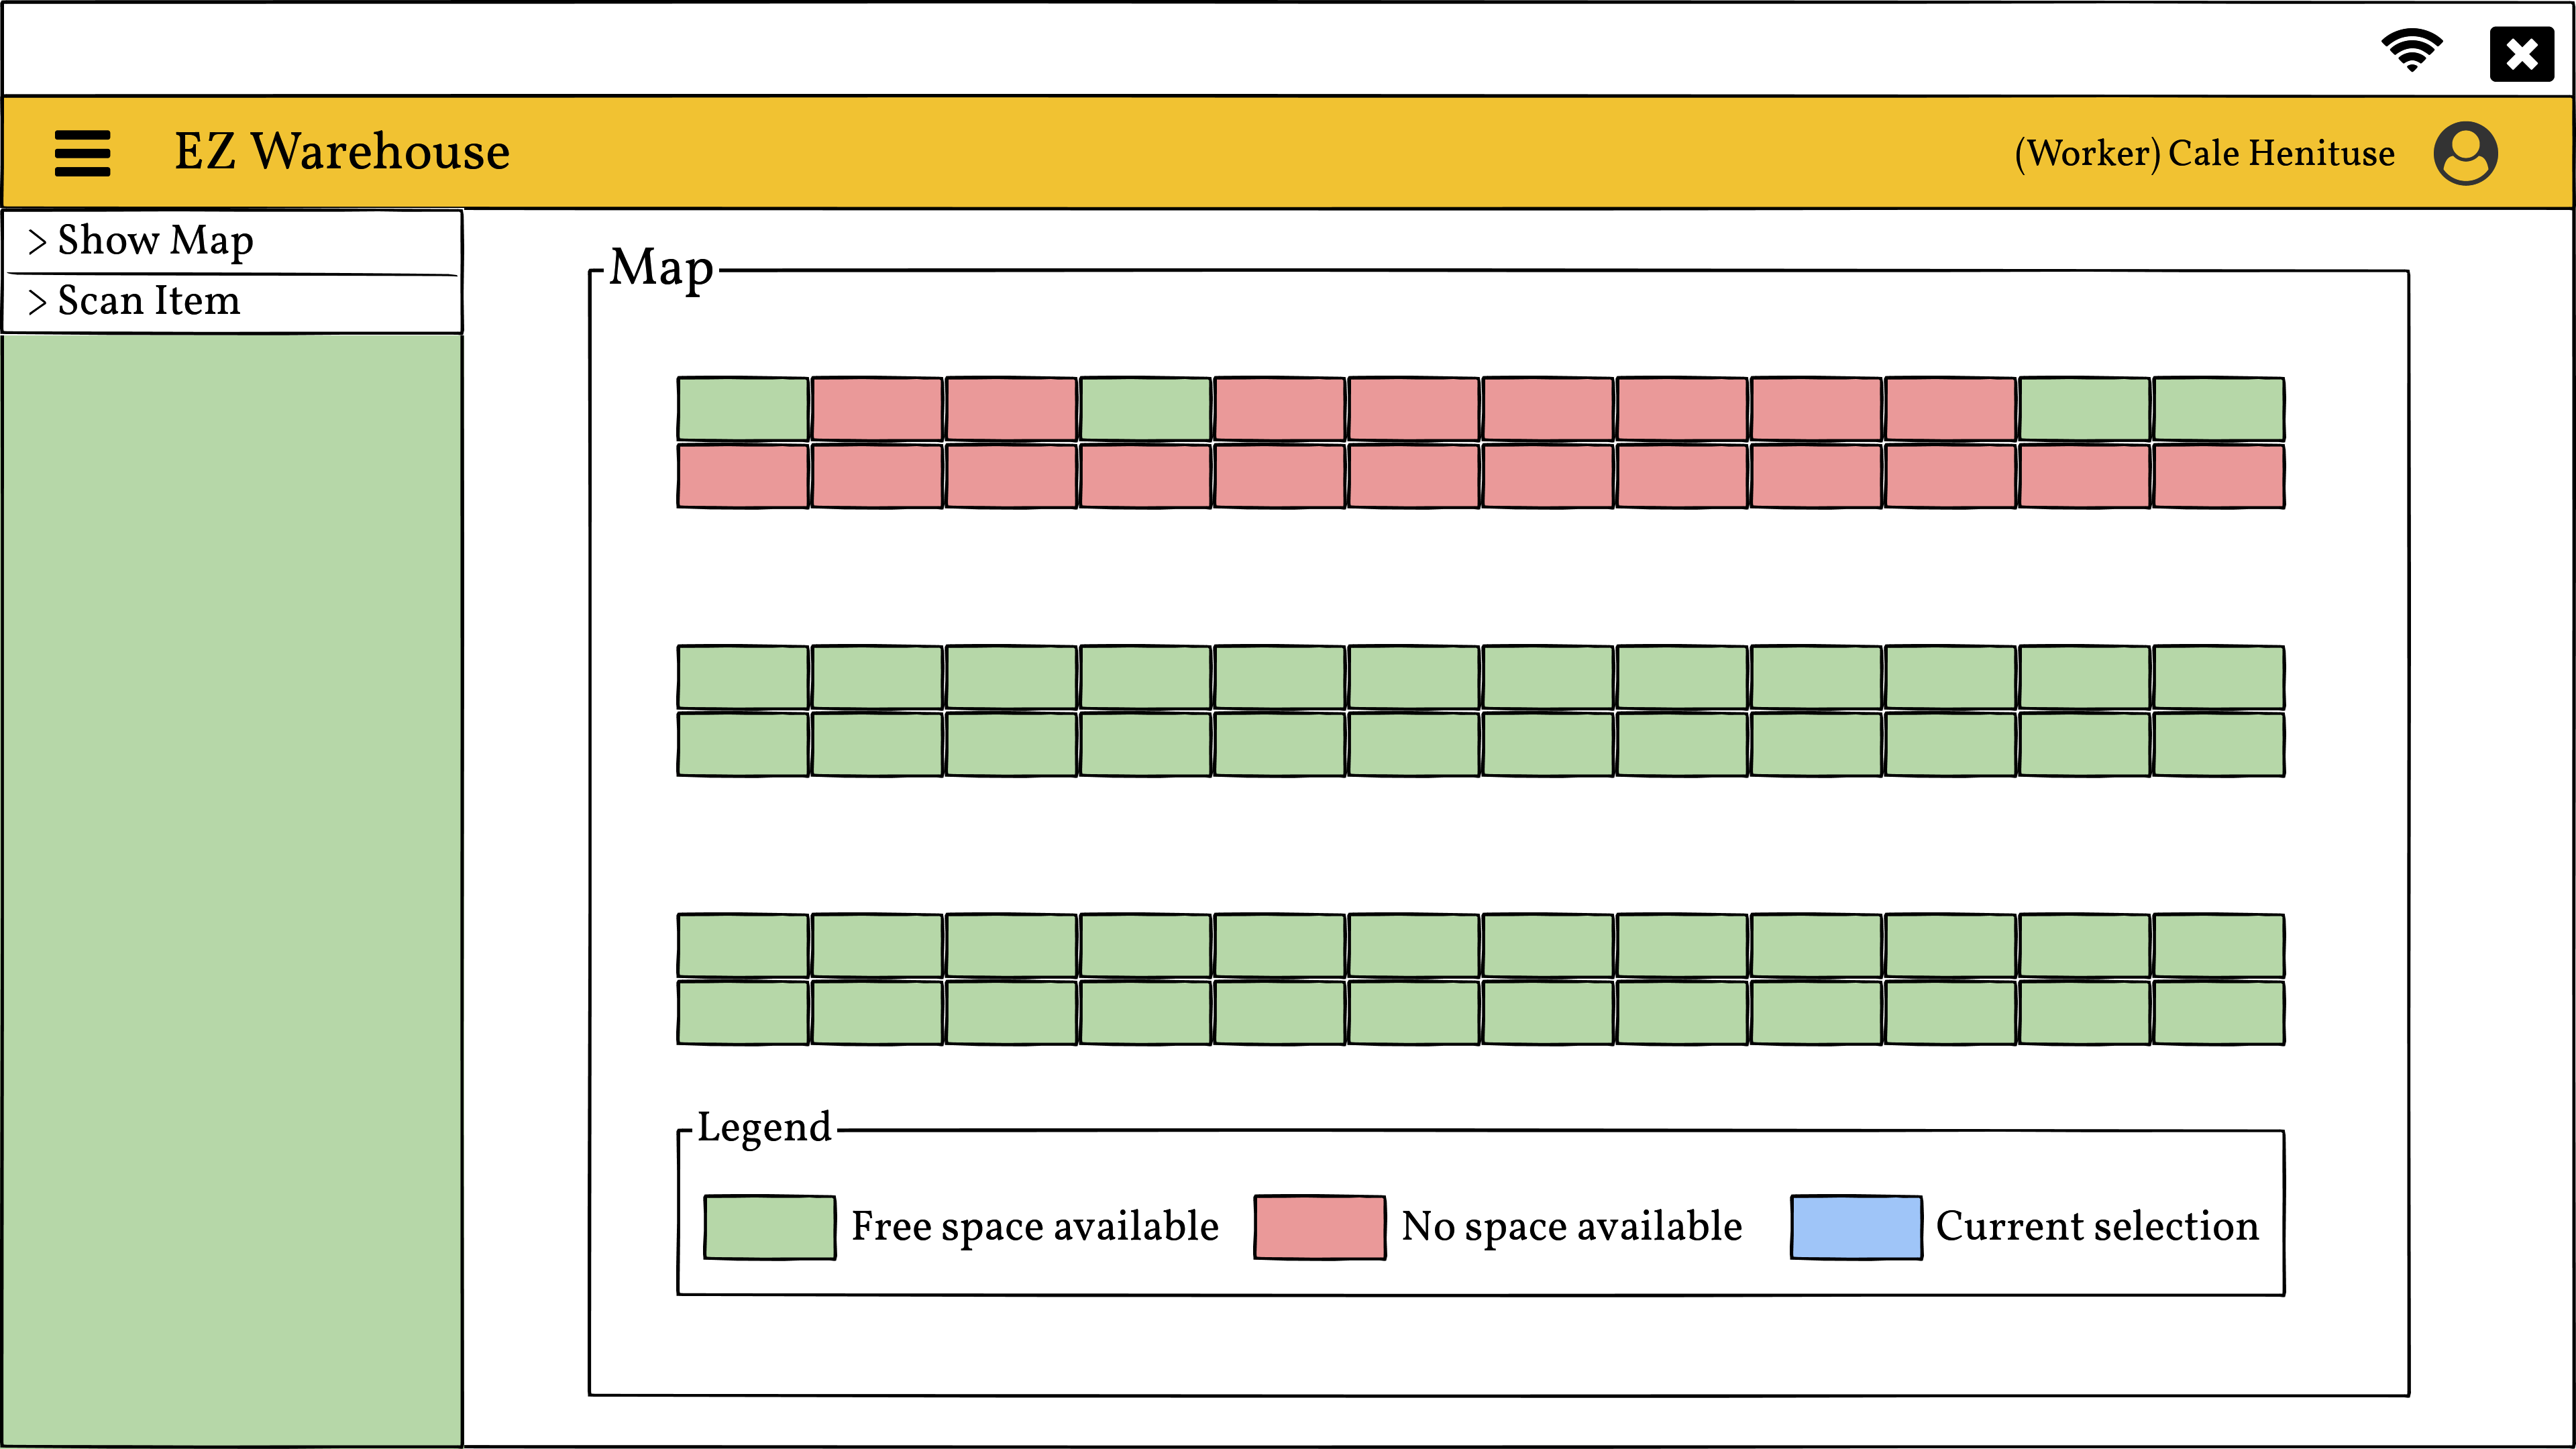 EZ Warehouse
(Worker) Cale Henituse
> Show Map
> Scan Item
Map
Legend
Free space available
No space available
Current selection